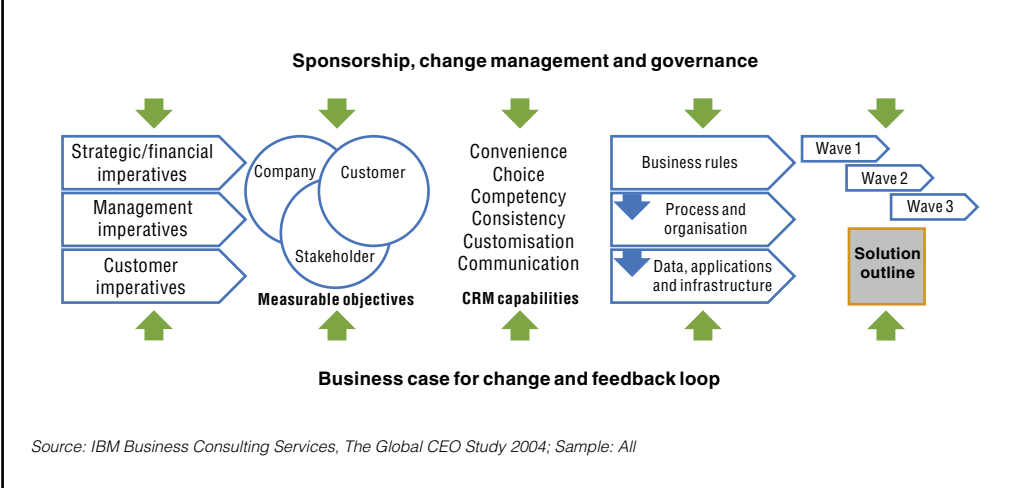 Sponsorship, change management and governance
Strategic/financial
imperatives
Management
imperatives
Customer
imperatives
Company
Customer
Stakeholder
Measurable objectives
Convenience
Choice
Competency
Consistency
Customisation
Communication
CRM capabilities
Business rules
Process and
organisation
Data, applications
and infrastructure
Wave 1
Wave 2
Wave 3
Solution
outline
Business case for change and feedback loop
Source: IBM Business Consulting Services, The Global CEO Study 2004; Sample: All